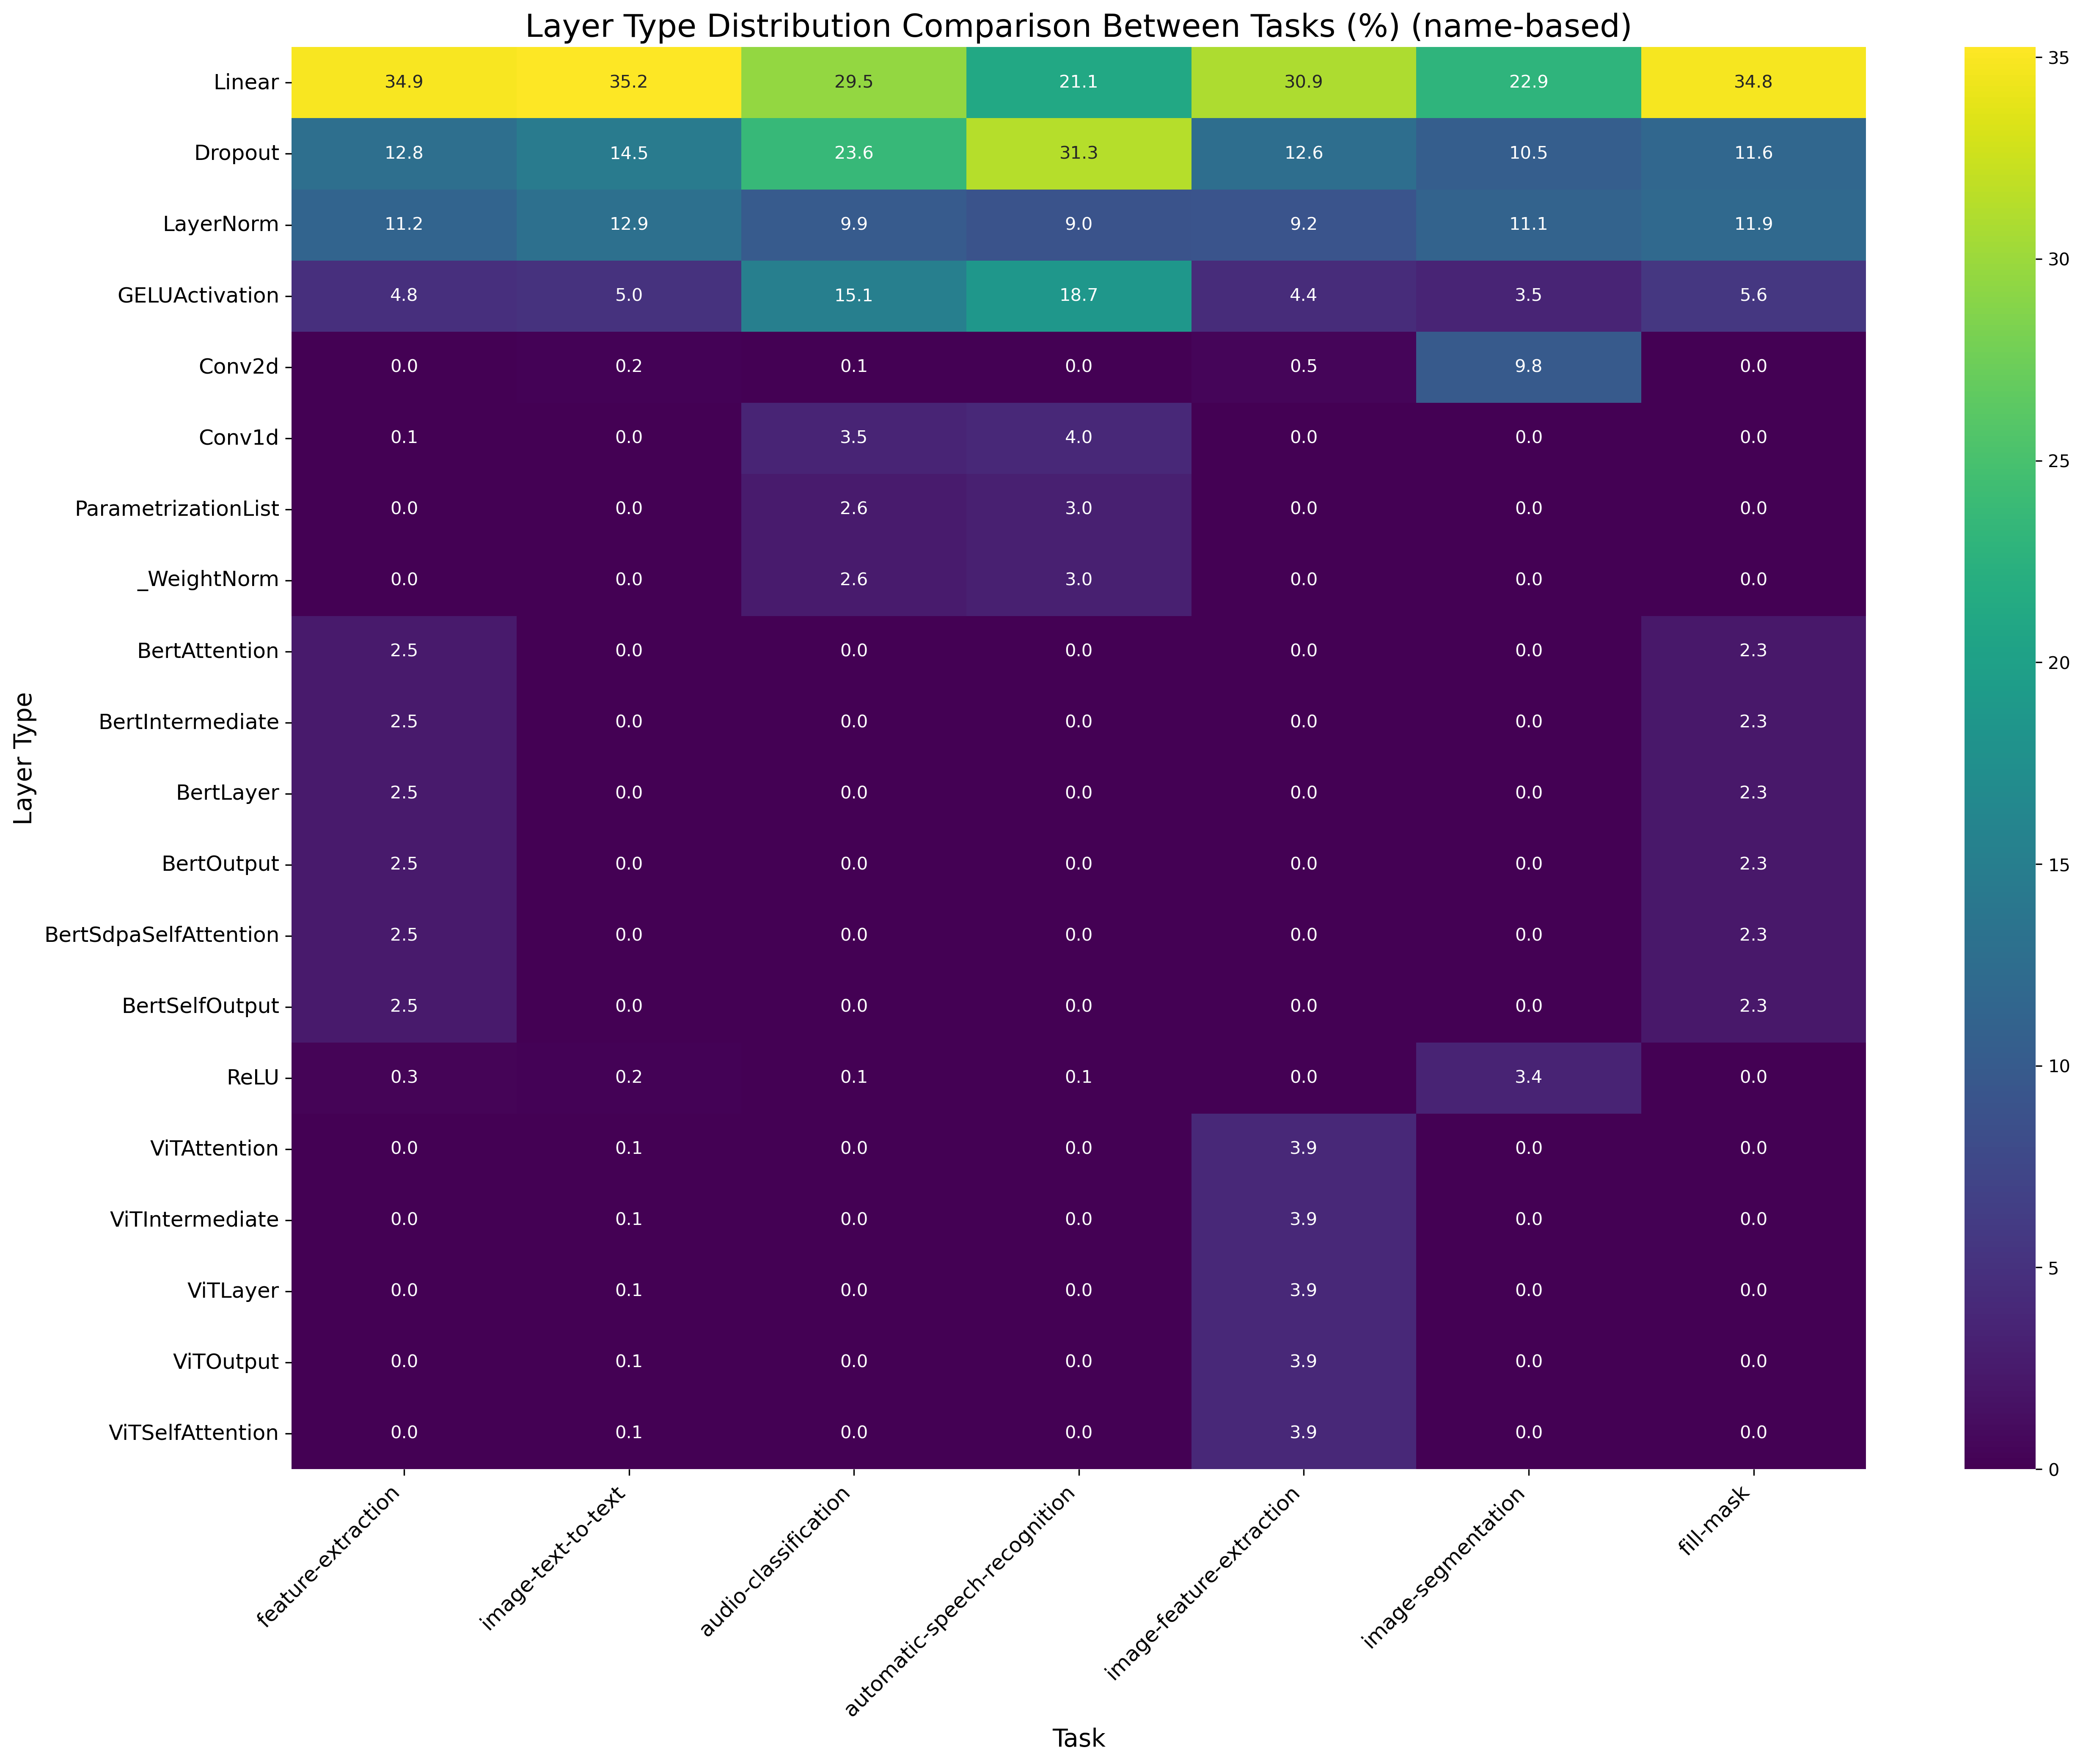 Layer Type Distribution Comparison Between Tasks (%) (name-based)
Linear 34.9 35.2 29.5 21.1 30.9 22.9 34.8
Dropout 12.8 14.5 23.6 31.3 12.6 10.5 11.6
LayerNorm 11.2 12.9 9.9 9.0 9.2 11.1 11.9
GELUActivation 4.8 5.0 15.1 18.7 4.4 3.5 5.6
Conv2d 0.0 0.2 0.1 0.0 0.5 9.8 0.0
Conv1d 0.1 0.0 3.5 4.0 0.0 0.0 0.0
ParametrizationList 0.0 0.0 2.6 3.0 0.0 0.0 0.0
_WeightNorm 0.0 0.0 2.6 3.0 0.0 0.0 0.0
BertAttention 2.5 0.0 0.0 0.0 0.0 0.0 2.3
BertIntermediate 2.5 0.0 0.0 0.0 0.0 0.0 2.3
BertLayer 2.5 0.0 0.0 0.0 0.0 0.0 2.3
BertOutput 2.5 0.0 0.0 0.0 0.0 0.0 2.3
BertSdpaSelfAttention 2.5 0.0 0.0 0.0 0.0 0.0 2.3
BertSelfOutput 2.5 0.0 0.0 0.0 0.0 0.0 2.3
ReLU 0.3 0.2 0.1 0.1 0.0 3.4 0.0
ViTAttention 0.0 0.1 0.0 0.0 3.9 0.0 0.0
ViTIntermediate 0.0 0.1 0.0 0.0 3.9 0.0 0.0
ViTLayer 0.0 0.1 0.0 0.0 3.9 0.0 0.0
ViTOutput 0.0 0.1 0.0 0.0 3.9 0.0 0.0
ViTSelfAttention 0.0 0.1 0.0 0.0 3.9 0.0 0.0
Layer Type
feature-extraction
image-text-to-text
audio-classification
automatic-speech-recognition
image-feature-extraction
image-segmentation
fill-mask
Task
35
30
25
20
15
10
5
0